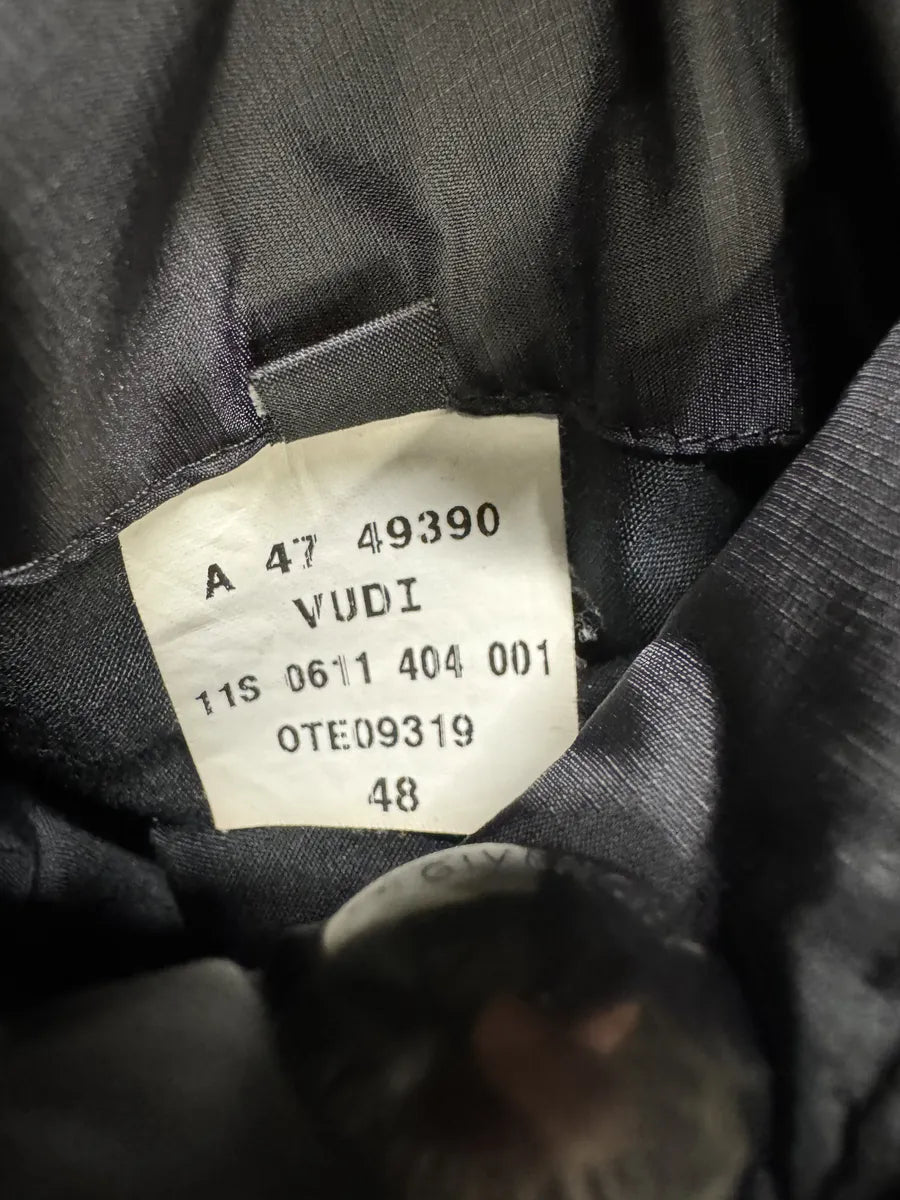 A 47 49390
VUDI
11S 0611 404 001
OTE09319
48